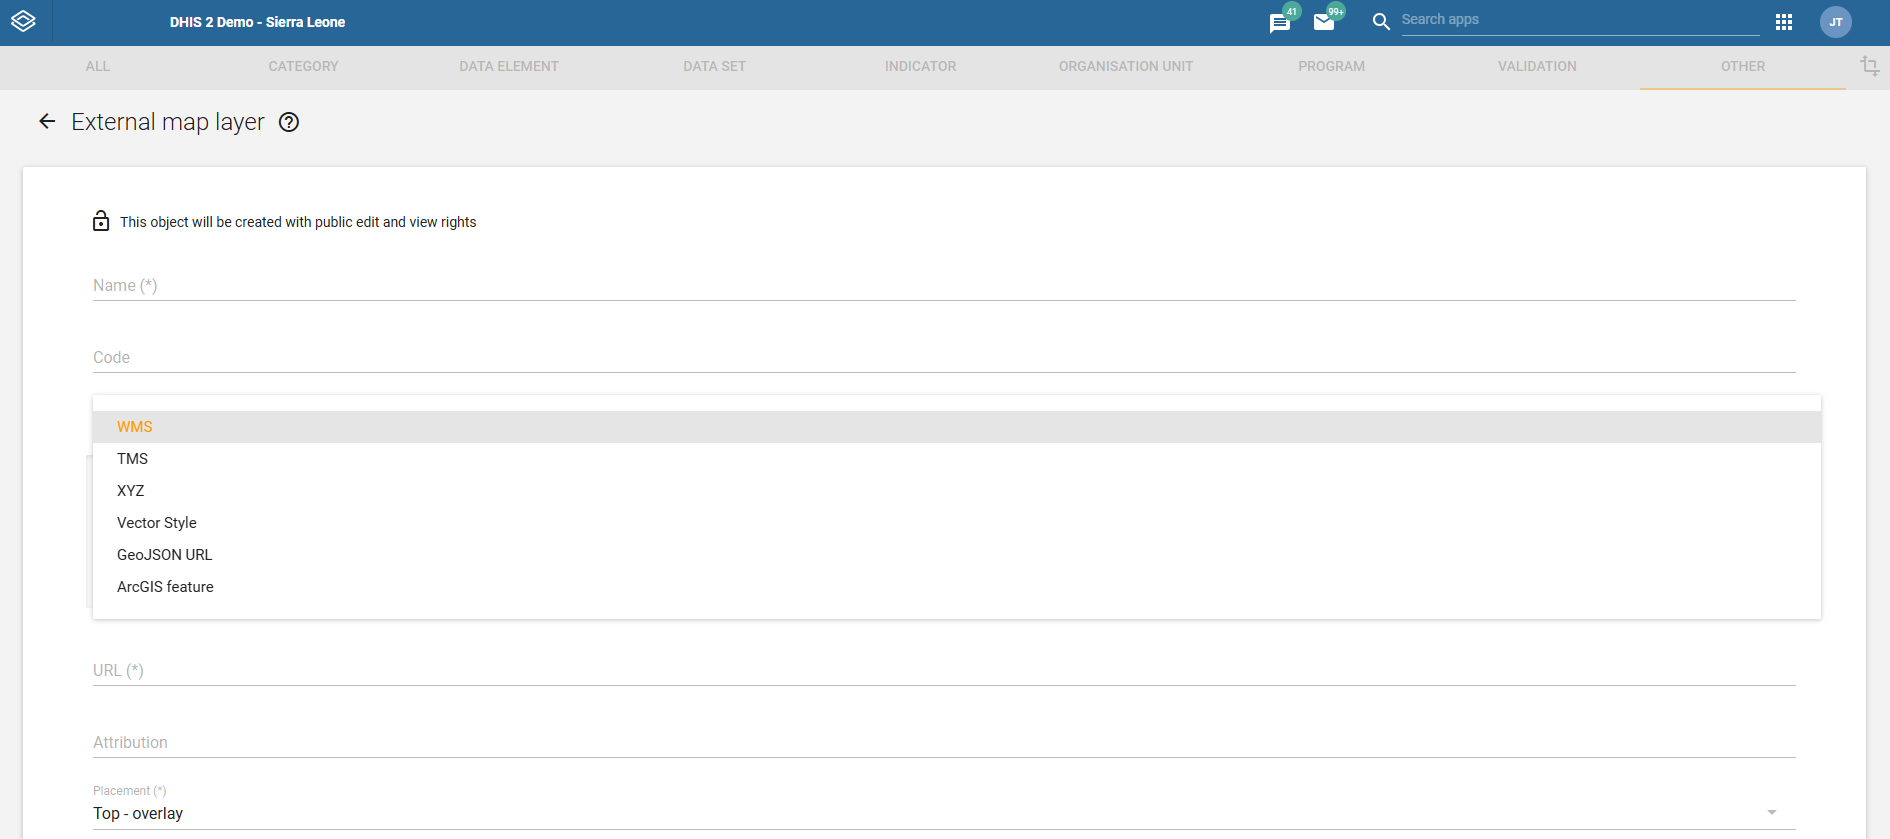 DHIS 2 Demo - Sierra Leone
41
99+
Search apps
JT
ALL
CATEGORY
DATA ELEMENT
DATA SET
INDICATOR
ORGANISATION UNIT
PROGRAM
VALIDATION
OTHER
External map layer
This object will be created with public edit and view rights
Name (*)
Code
WMS
TMS
XYZ
Vector Style
GeoJSON URL
ArcGIS feature
URL (*)
Attribution
Placement (*)
Top - overlay